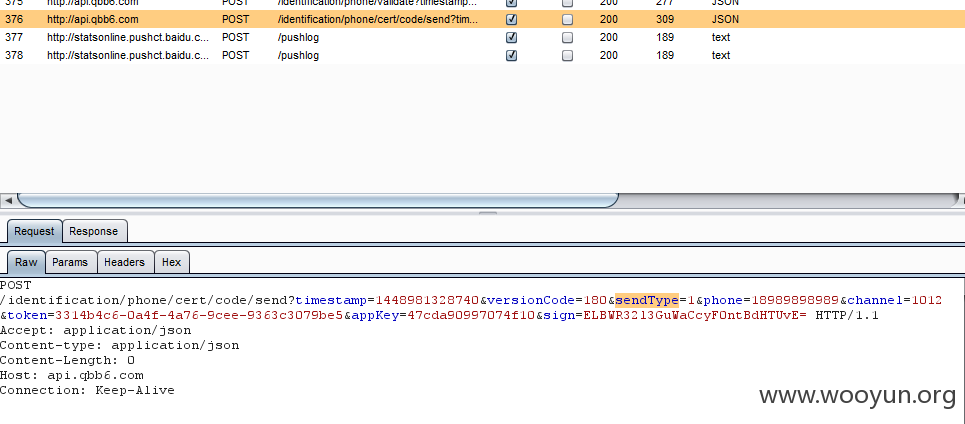 375 http://api.qbb6.com POST /identification/phone/validate?timestamp... 200 277 JSON
376 http://api.qbb6.com POST /identification/phone/cert/code/send?tim... 200 309 JSON
377 http://statsonline.pushct.baidu.c... POST /pushlog 200 189 text
378 http://statsonline.pushct.baidu.c... POST /pushlog 200 189 text
Request Response
Raw Params Headers Hex
POST
/identification/phone/cert/code/send?timestamp=1448981328740&versionCode=180&sendType=1&phone=18989898989&channel=1012
&token=3314b4c6-0a4f-4a76-9cee-9363c3079be5&appKey=47cda90997074f10&sign=ELBWR32l3GuWaCcyF0ntBdHTUvE= HTTP/1.1
Accept: application/json
Content-type: application/json
Content-Length: 0
Host: api.qbb6.com
Connection: Keep-Alive
www.wooyun.org